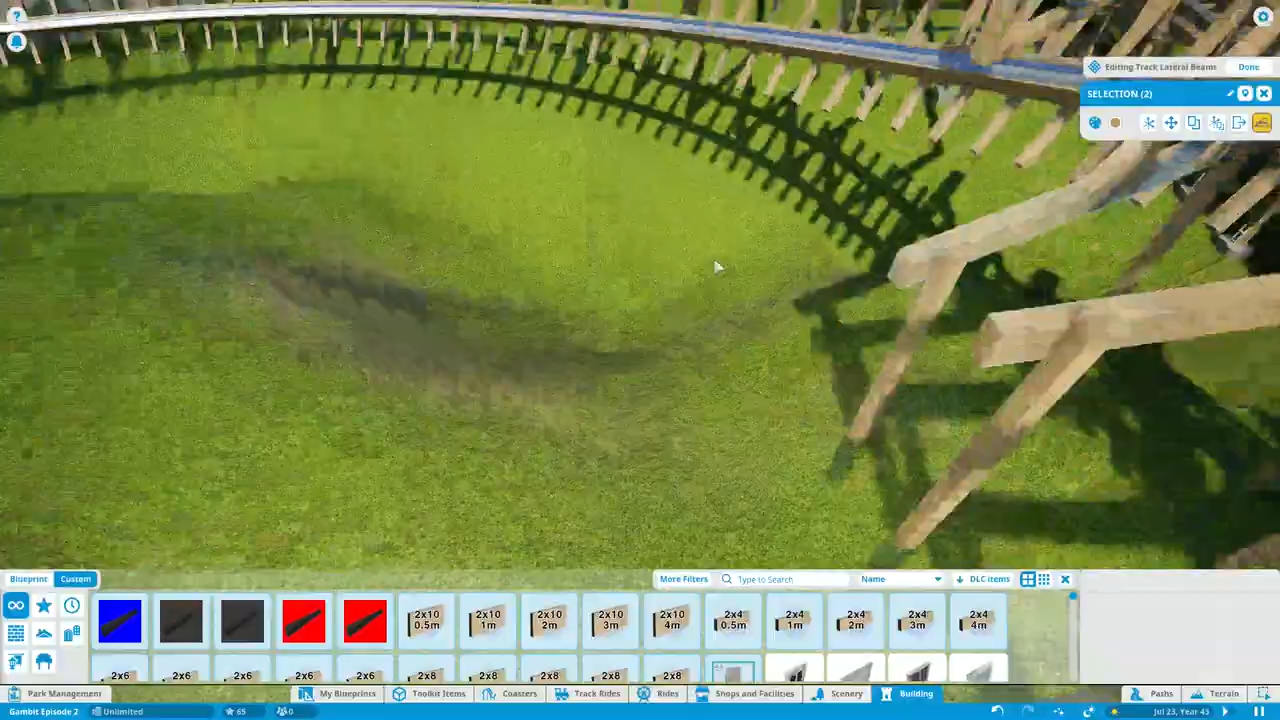 Editing Track Lateral Beams Done
SELECTION (2)
Blueprint Custom More Filters Type to Search Name DLC items
2x10 0.5m 2x10 1m 2x10 2m 2x10 3m 2x10 4m 2x4 0.5m 2x4 1m 2x4 2m 2x4 3m 2x4 4m
2x6 2x6 2x6 2x6 2x6 2x8 2x8 2x8 2x8 2x8
Park Management My Blueprints Toolkit Items Coasters Track Rides Rides Shops and Facilities Scenery Building Paths Terrain
Gambit Episode 2 Unlimited 65 0 Jul 23, Year 43